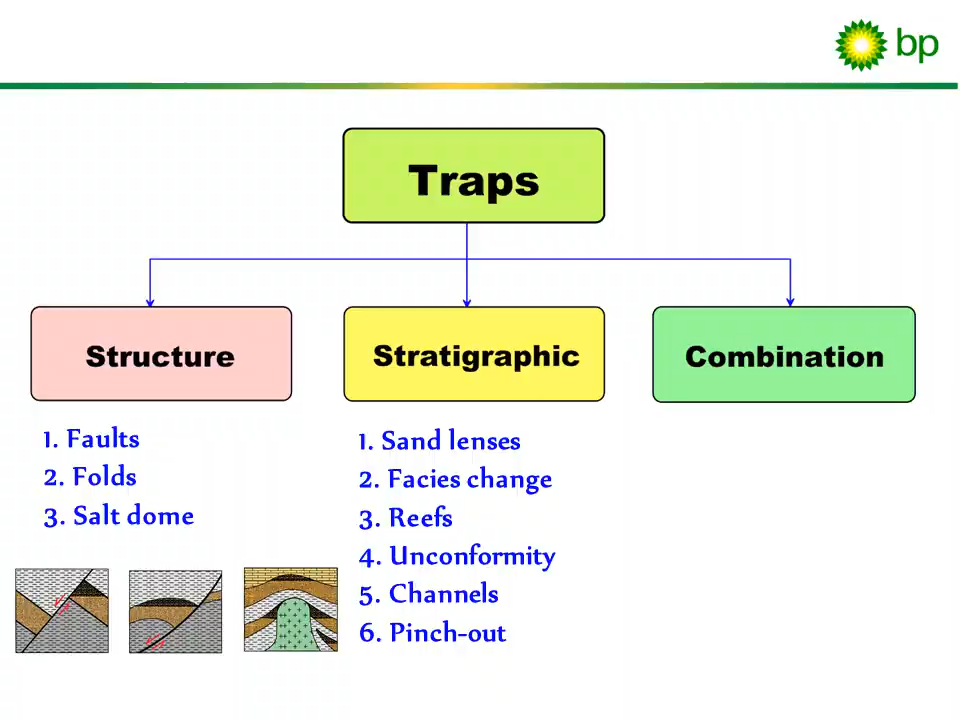 bp
Traps
Structure
Stratigraphic
Combination
1. Faults
2. Folds
3. Salt dome
1. Sand lenses
2. Facies change
3. Reefs
4. Unconformity
5. Channels
6. Pinch-out